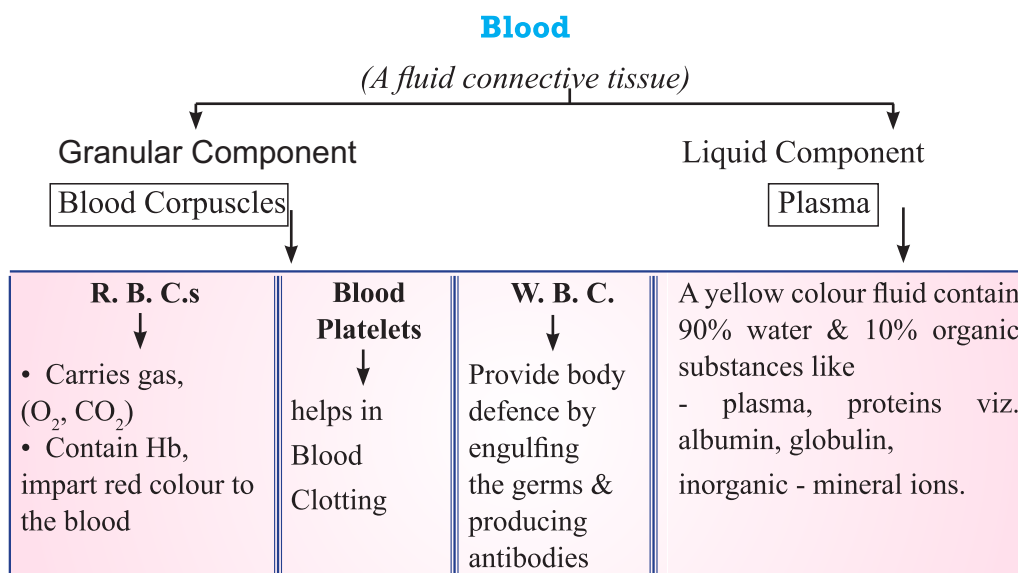 Blood
(A fluid connective tissue)
Granular Component
Blood Corpuscles
Liquid Component
Plasma
R. B. C.s
• Carries gas,
(O₂, CO₂)
• Contain Hb,
impart red colour to
the blood
Blood
Platelets
helps in
Blood
Clotting
W. B. C.
Provide body
defence by
engulfing
the germs &
producing
antibodies
A yellow colour fluid contain
90% water & 10% organic
substances like
- plasma, proteins viz.
albumin, globulin,
inorganic - mineral ions.